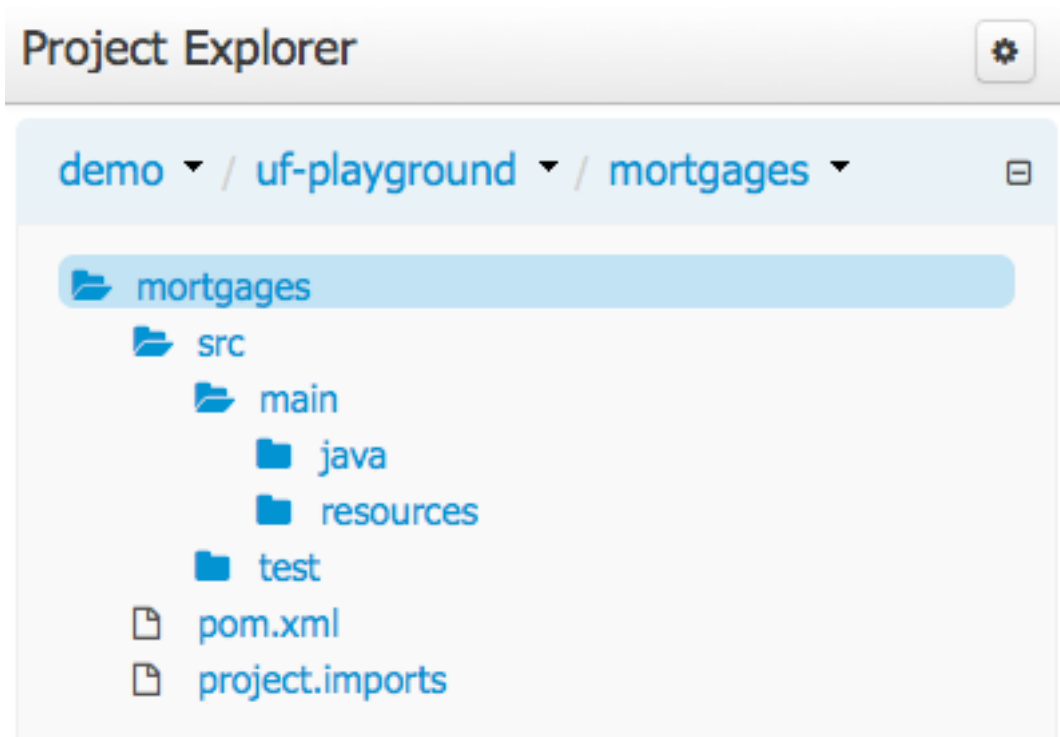 Project Explorer
demo / uf-playground / mortgages
mortgages
src
main
java
resources
test
pom.xml
project.imports